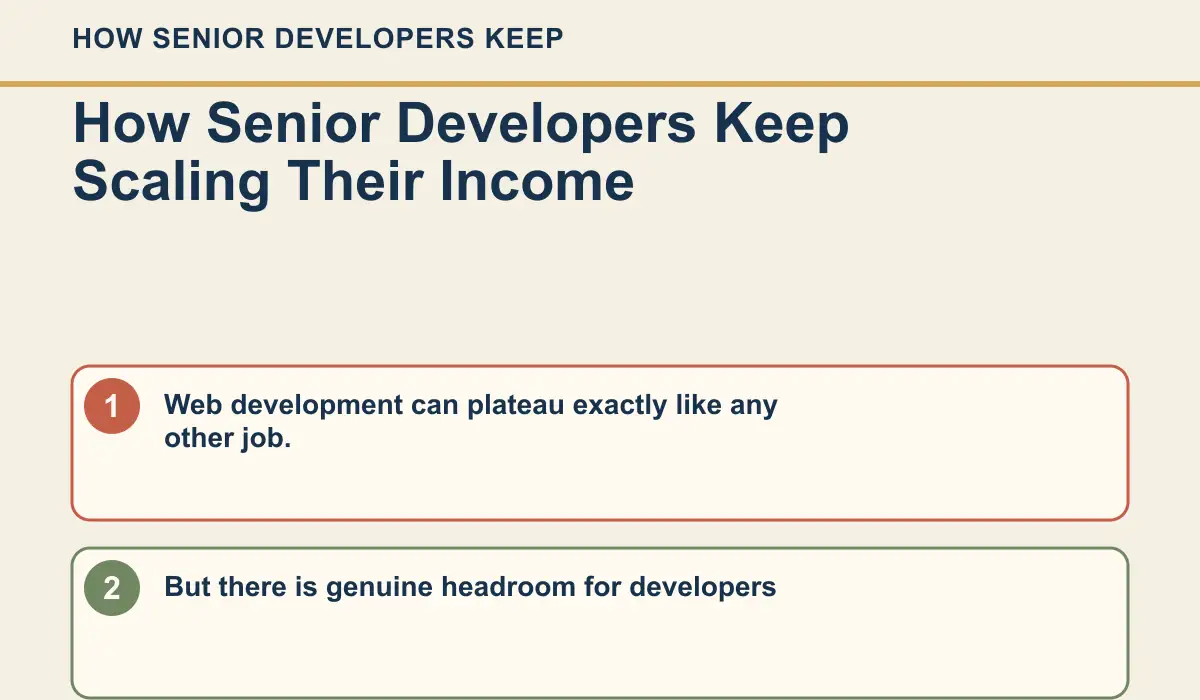 HOW SENIOR DEVELOPERS KEEP
How Senior Developers Keep
Scaling Their Income
1
Web development can plateau exactly like any
other job.
2
But there is genuine headroom for developers